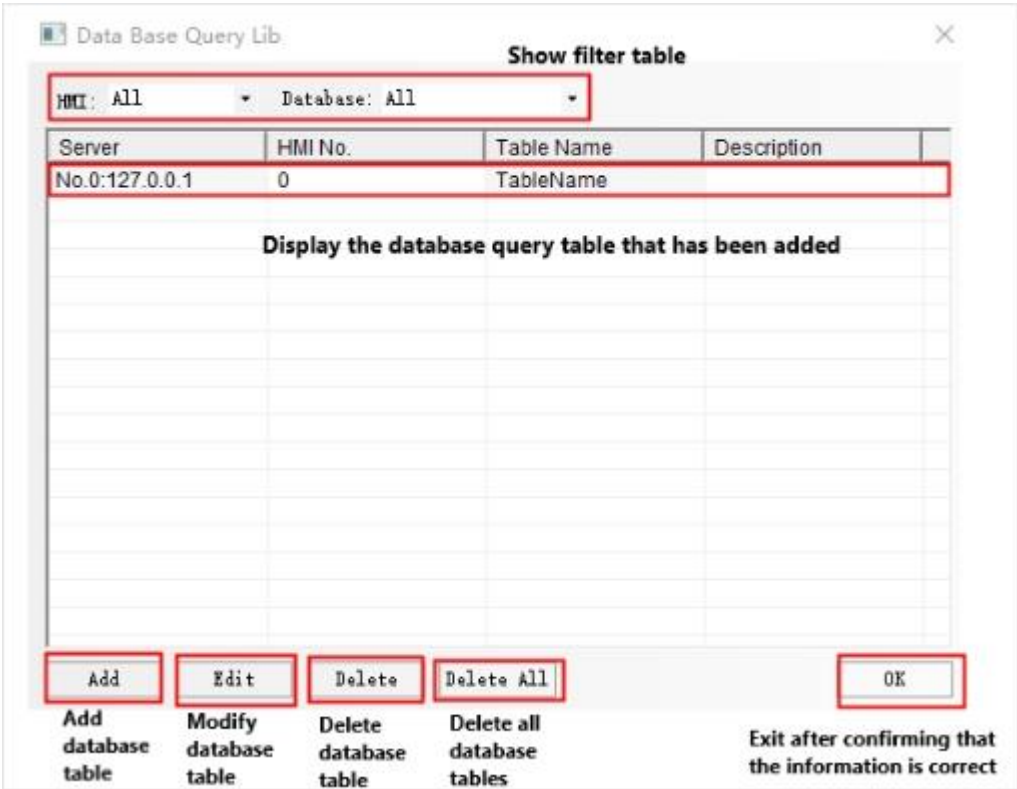 Data Base Query Lib
Show filter table
HMI: All Database: All
Server HMI No. Table Name Description
No.0:127.0.0.1 0 TableName
Display the database query table that has been added
Add Edit Delete Delete All OK
Add
database
table
Modify
database
table
Delete
database
table
Delete all
database
tables
Exit after confirming that
the information is correct